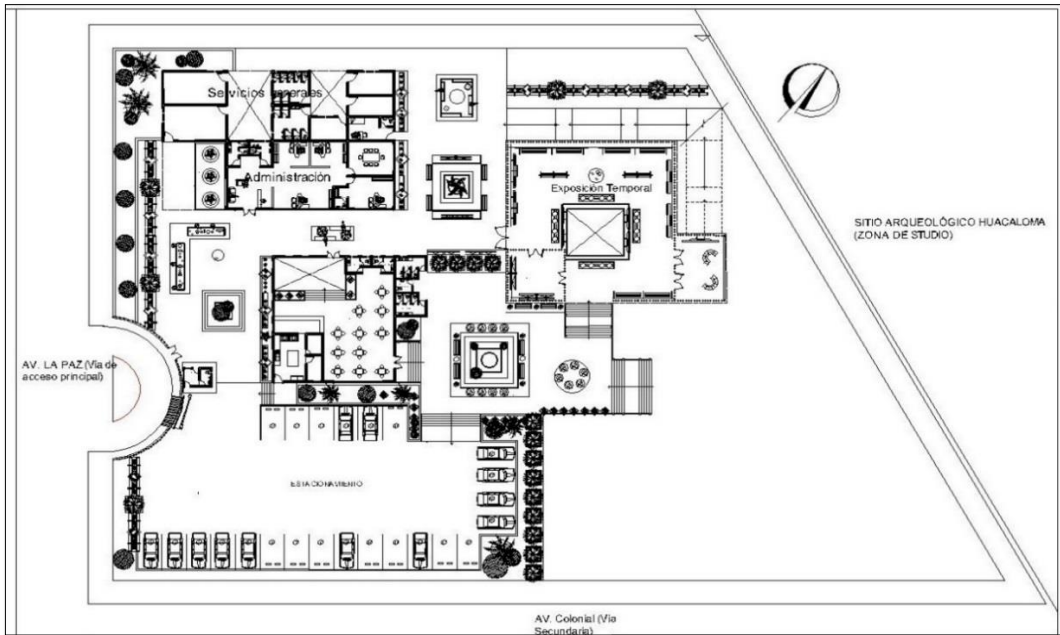 Servicios generales
Administración
Exposición Temporal
SITIO ARQUEOLÓGICO HUACALOMA
(ZONA DE STUDIO)
AV. LA PAZ (Vía de
acceso principal)
ESTACIONAMIENTO
AV. Colonial (Vía
Secundaria)